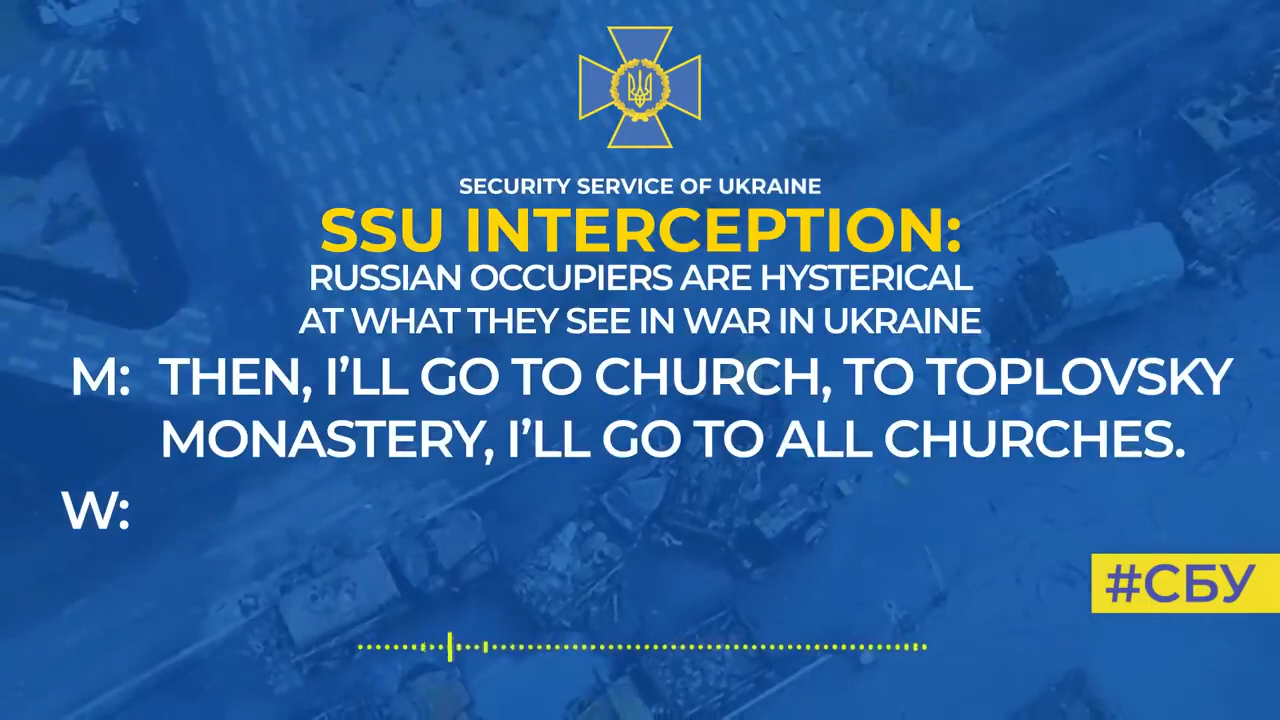 SECURITY SERVICE OF UKRAINE
SSU INTERCEPTION:
RUSSIAN OCCUPIERS ARE HYSTERICAL
AT WHAT THEY SEE IN WAR IN UKRAINE
M: THEN, I’LL GO TO CHURCH, TO TOPLOVSKY
MONASTERY, I’LL GO TO ALL CHURCHES.
W:
#СБУ